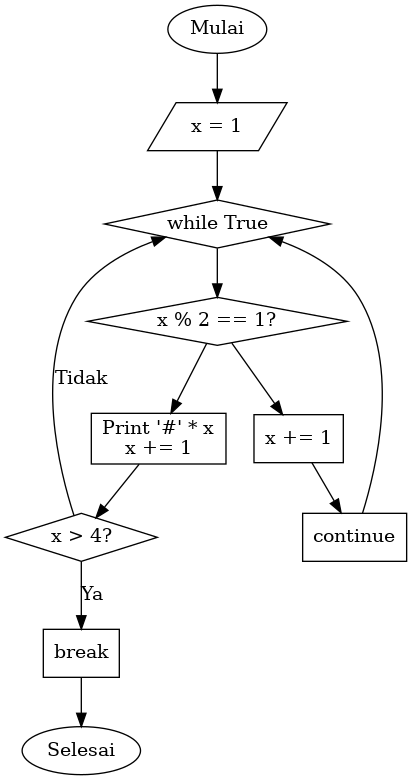 Mulai
x = 1
while True
x % 2 == 1?
Tidak
Print '#' * x
x += 1
x += 1
x > 4?
continue
Ya
break
Selesai